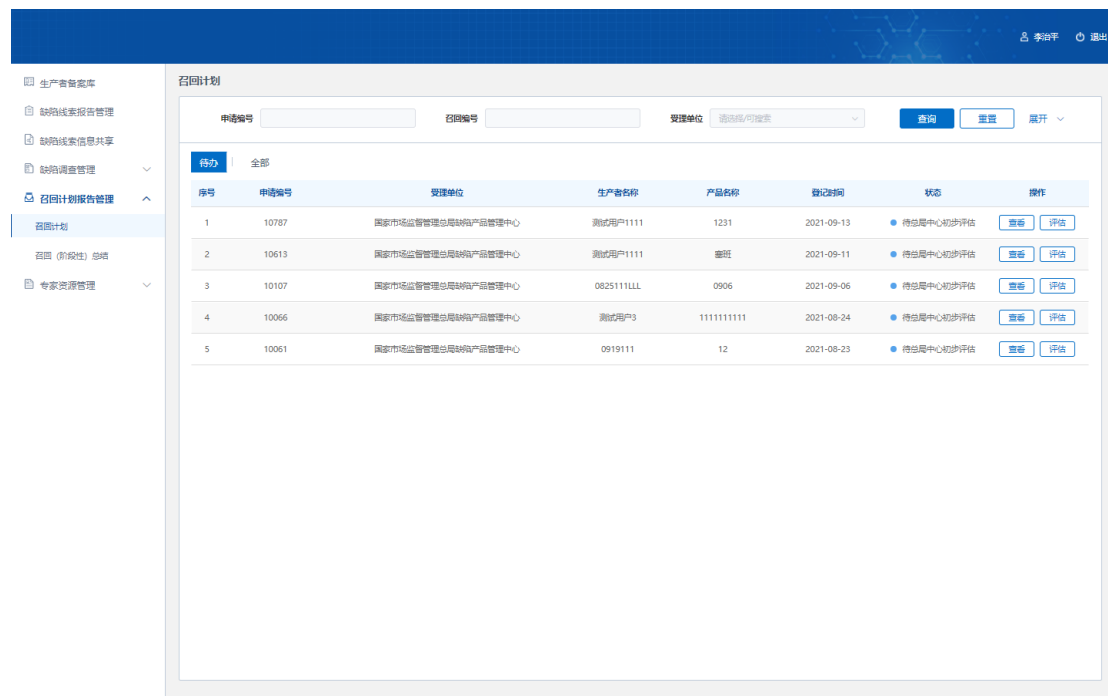 李治平 退出
生产者备案库
缺陷线索报告管理
缺陷线索信息共享
缺陷调查管理
召回计划报告管理
召回计划
召回（阶段性）总结
专家资源管理
召回计划
申请编号 召回编号 受理单位 请选择/可搜索 查询 重置 展开
待办 全部
序号 申请编号 受理单位 生产者名称 产品名称 登记时间 状态 操作
1 10787 国家市场监督管理总局缺陷产品管理中心 测试用户1111 1231 2021-09-13 待总局中心初步评估 查看 评估
2 10613 国家市场监督管理总局缺陷产品管理中心 测试用户1111 塞班 2021-09-11 待总局中心初步评估 查看 评估
3 10107 国家市场监督管理总局缺陷产品管理中心 0825111LLL 0906 2021-09-06 待总局中心初步评估 查看 评估
4 10066 国家市场监督管理总局缺陷产品管理中心 测试用户3 1111111111 2021-08-24 待总局中心初步评估 查看 评估
5 10061 国家市场监督管理总局缺陷产品管理中心 0919111 12 2021-08-23 待总局中心初步评估 查看 评估